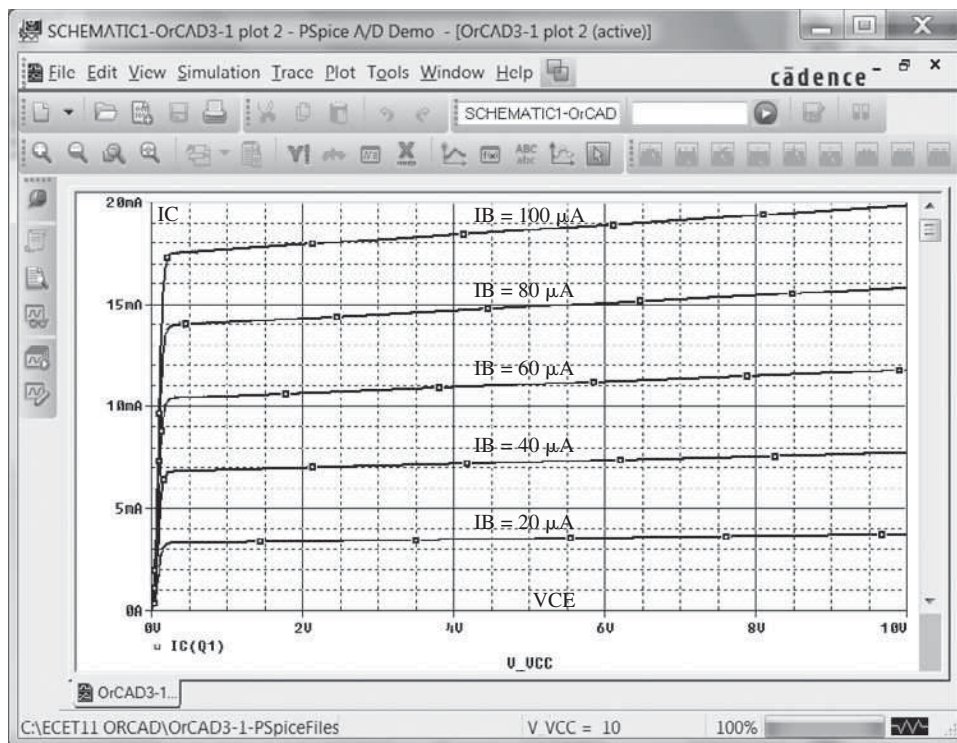 SCHEMATIC1-OrCAD3-1 plot 2 - PSpice A/D Demo - [OrCAD3-1 plot 2 (active)]
File Edit View Simulation Trace Plot Tools Window Help
cādence
SCHEMATIC1-OrCAD
ABC
abc
20mA
IC
IB = 100 μA
15mA
IB = 80 μA
IB = 60 μA
10mA
IB = 40 μA
5mA
IB = 20 μA
VCE
0A
0V 2V 4V 6V 8V 10V
IC(Q1)
V_VCC
OrCAD3-1...
C:\ECET11 ORCAD\OrCAD3-1-PSpiceFiles V_VCC = 10 100%